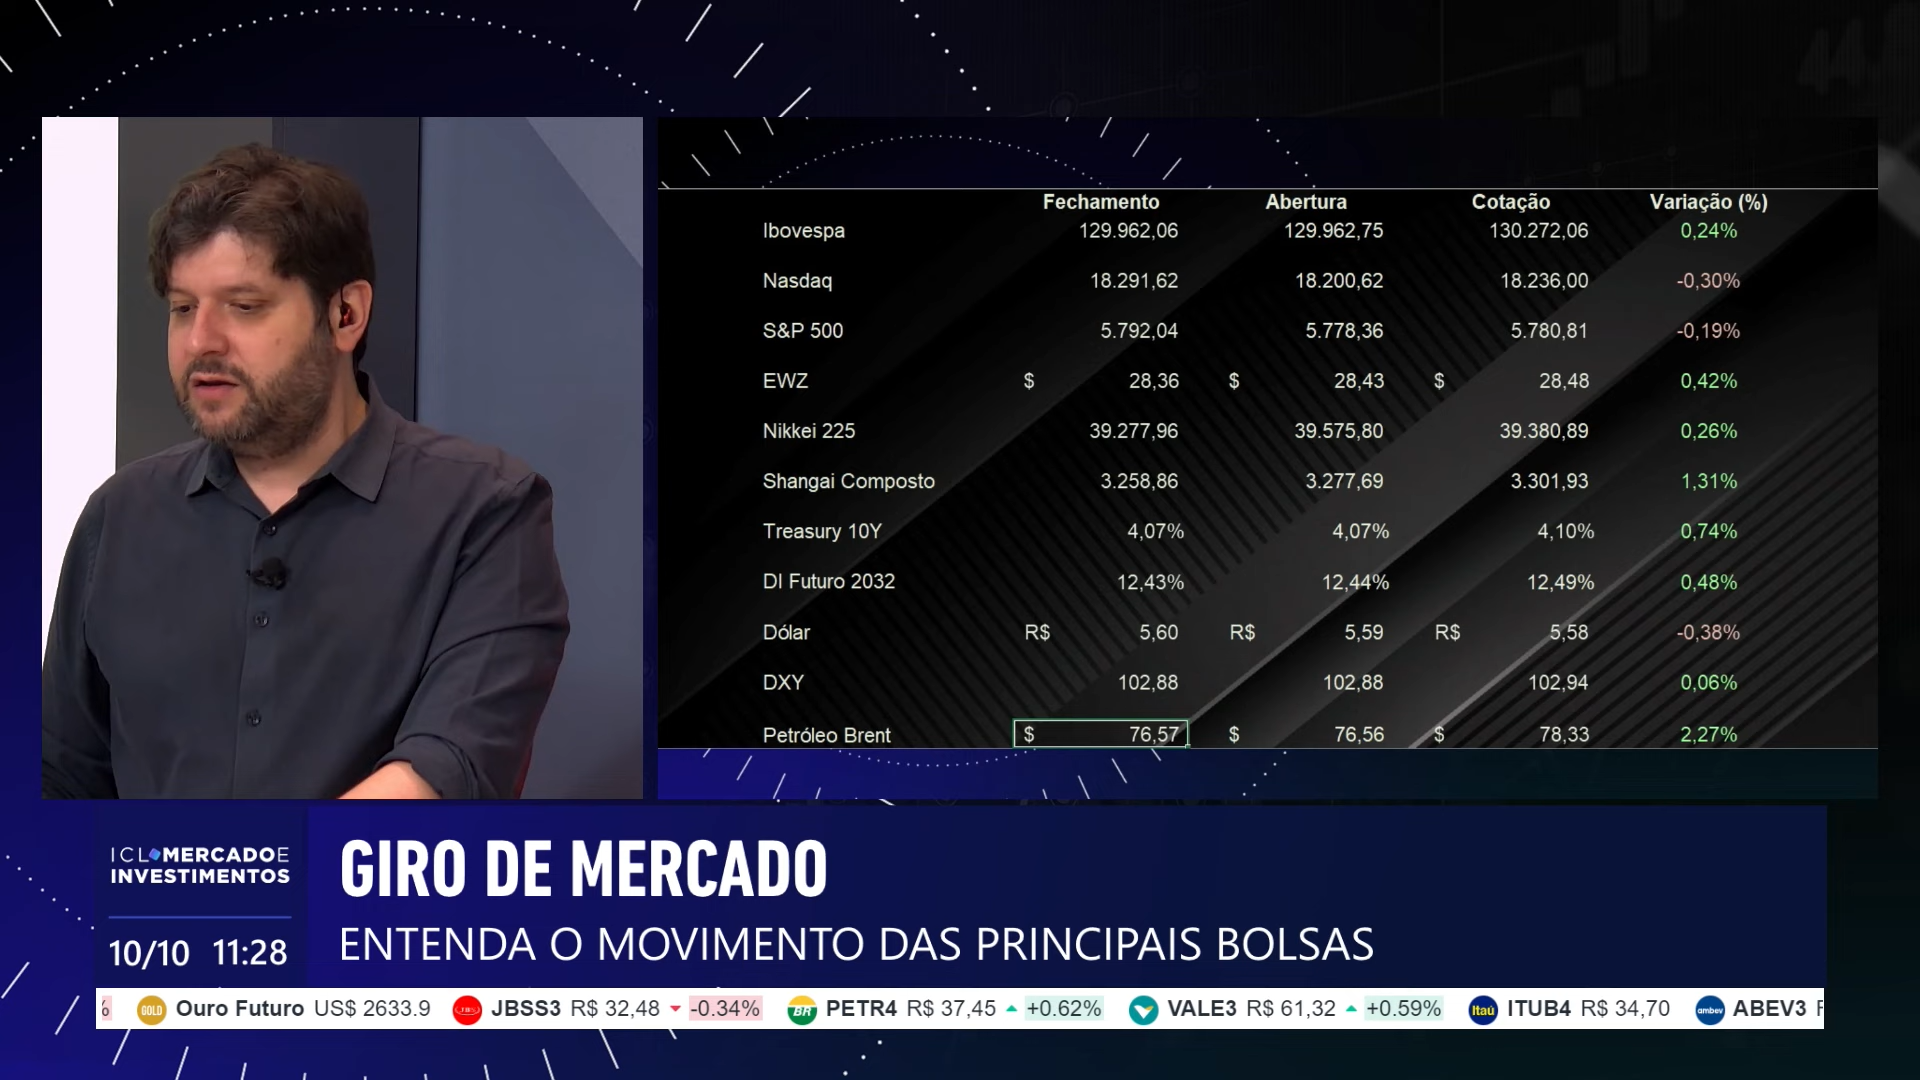 Fechamento Abertura Cotação Variação (%)
Ibovespa 129.962,06 129.962,75 130.272,06 0,24%
Nasdaq 18.291,62 18.200,62 18.236,00 -0,30%
S&P 500 5.792,04 5.778,36 5.780,81 -0,19%
EWZ $ 28,36 $ 28,43 $ 28,48 0,42%
Nikkei 225 39.277,96 39.575,80 39.380,89 0,26%
Shangai Composto 3.258,86 3.277,69 3.301,93 1,31%
Treasury 10Y 4,07% 4,07% 4,10% 0,74%
DI Futuro 2032 12,43% 12,44% 12,49% 0,48%
Dólar R$ 5,60 R$ 5,59 R$ 5,58 -0,38%
DXY 102,88 102,88 102,94 0,06%
Petróleo Brent $ 76,57 $ 76,56 $ 78,33 2,27%
ICL MERCADO E
INVESTIMENTOS
10/10 11:28
GIRO DE MERCADO
ENTENDA O MOVIMENTO DAS PRINCIPAIS BOLSAS
% GOLD Ouro Futuro US$ 2633.9 JBS JBSS3 R$ 32,48 -0.34% BR PETR4 R$ 37,45 +0.62% VALE3 R$ 61,32 +0.59% Itaú ITUB4 R$ 34,70 ambev ABEV3